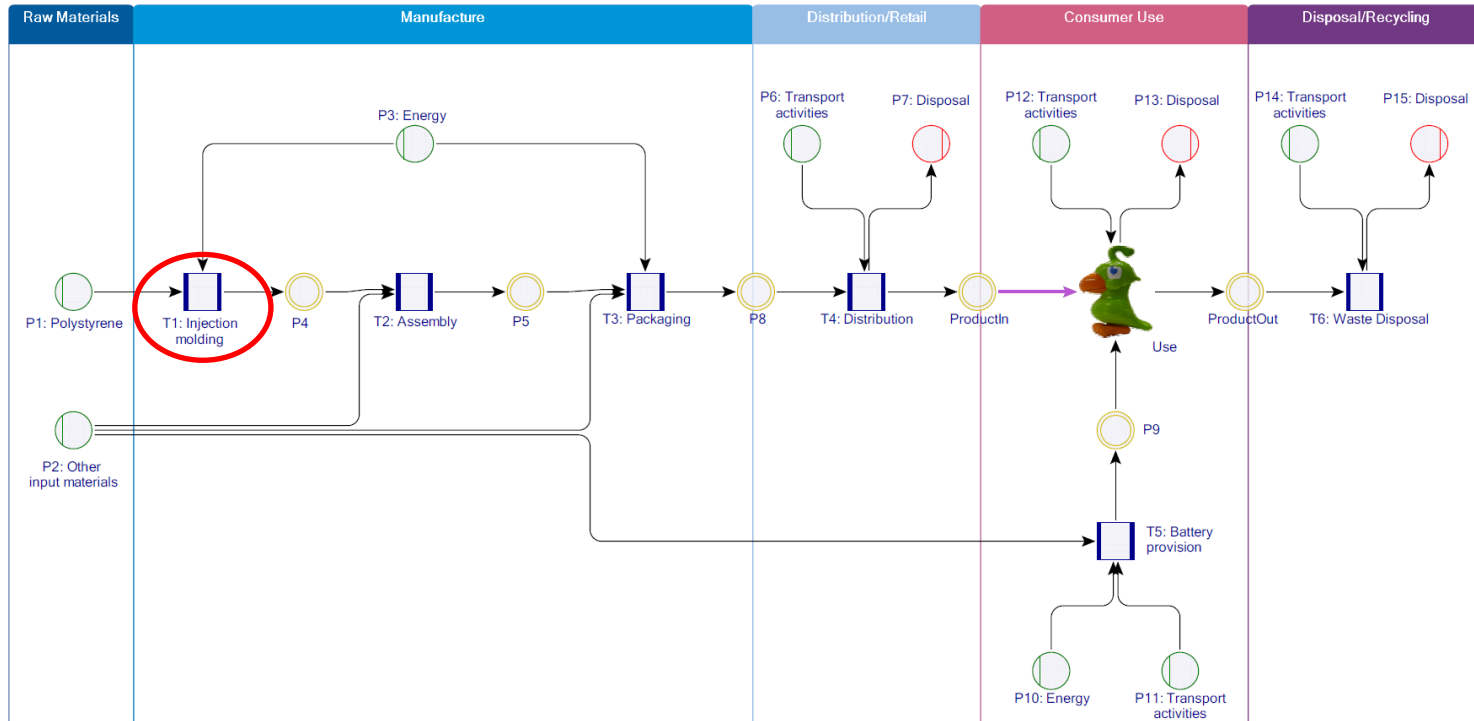 Raw Materials
Manufacture
Distribution/Retail
Consumer Use
Disposal/Recycling
P3: Energy
P6: Transport
activities
P7: Disposal
P12: Transport
activities
P13: Disposal
P14: Transport
activities
P15: Disposal
P1: Polystyrene
T1: Injection
molding
P4
T2: Assembly
P5
T3: Packaging
P8
T4: Distribution
ProductIn
Use
ProductOut
T6: Waste Disposal
P2: Other
input materials
P9
T5: Battery
provision
P10: Energy
P11: Transport
activities